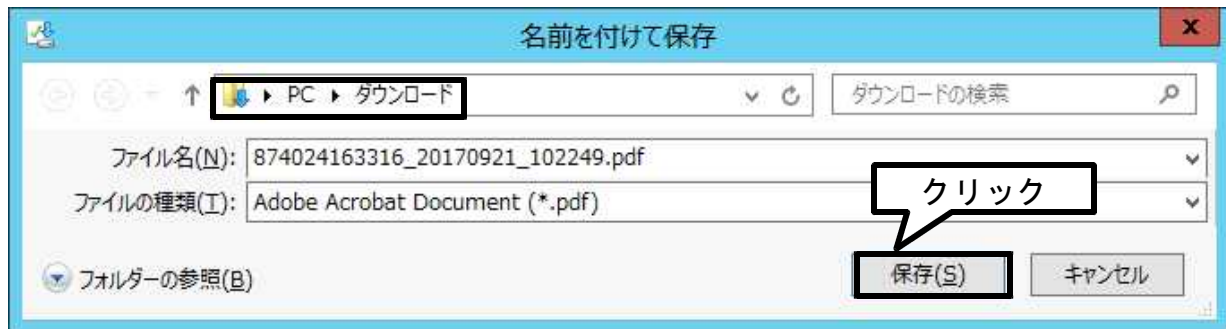 名前を付けて保存
x
PC ダウンロード
ダウンロードの検索
ファイル名(N): 874024163316_20170921_102249.pdf
ファイルの種類(T): Adobe Acrobat Document (*.pdf)
クリック
フォルダーの参照(B)
保存(S)
キャンセル